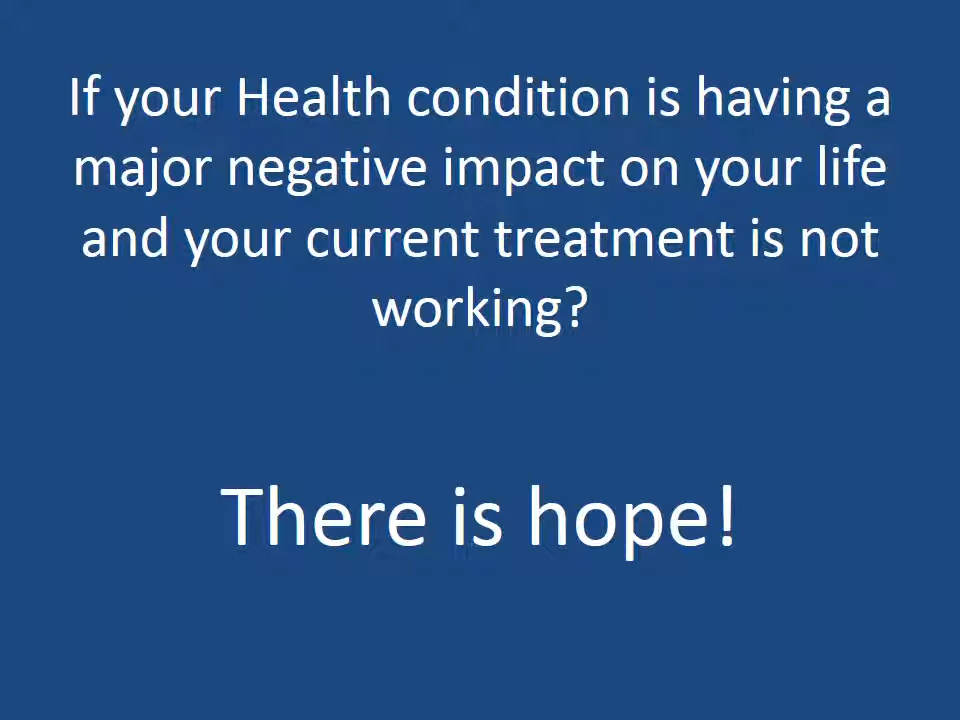 If your Health condition is having a
major negative impact on your life
and your current treatment is not
working?
There is hope!